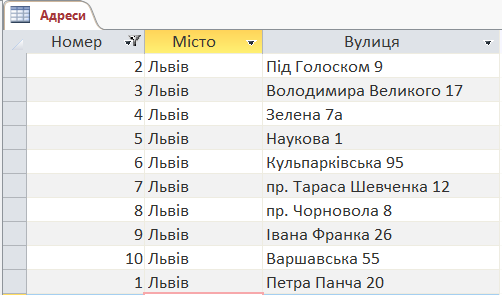 Адреси
Номер Місто Вулиця
2 Львів Під Голоском 9
3 Львів Володимира Великого 17
4 Львів Зелена 7а
5 Львів Наукова 1
6 Львів Кульпарківська 95
7 Львів пр. Тараса Шевченка 12
8 Львів пр. Чорновола 8
9 Львів Івана Франка 26
10 Львів Варшавська 55
1 Львів Петра Панча 20